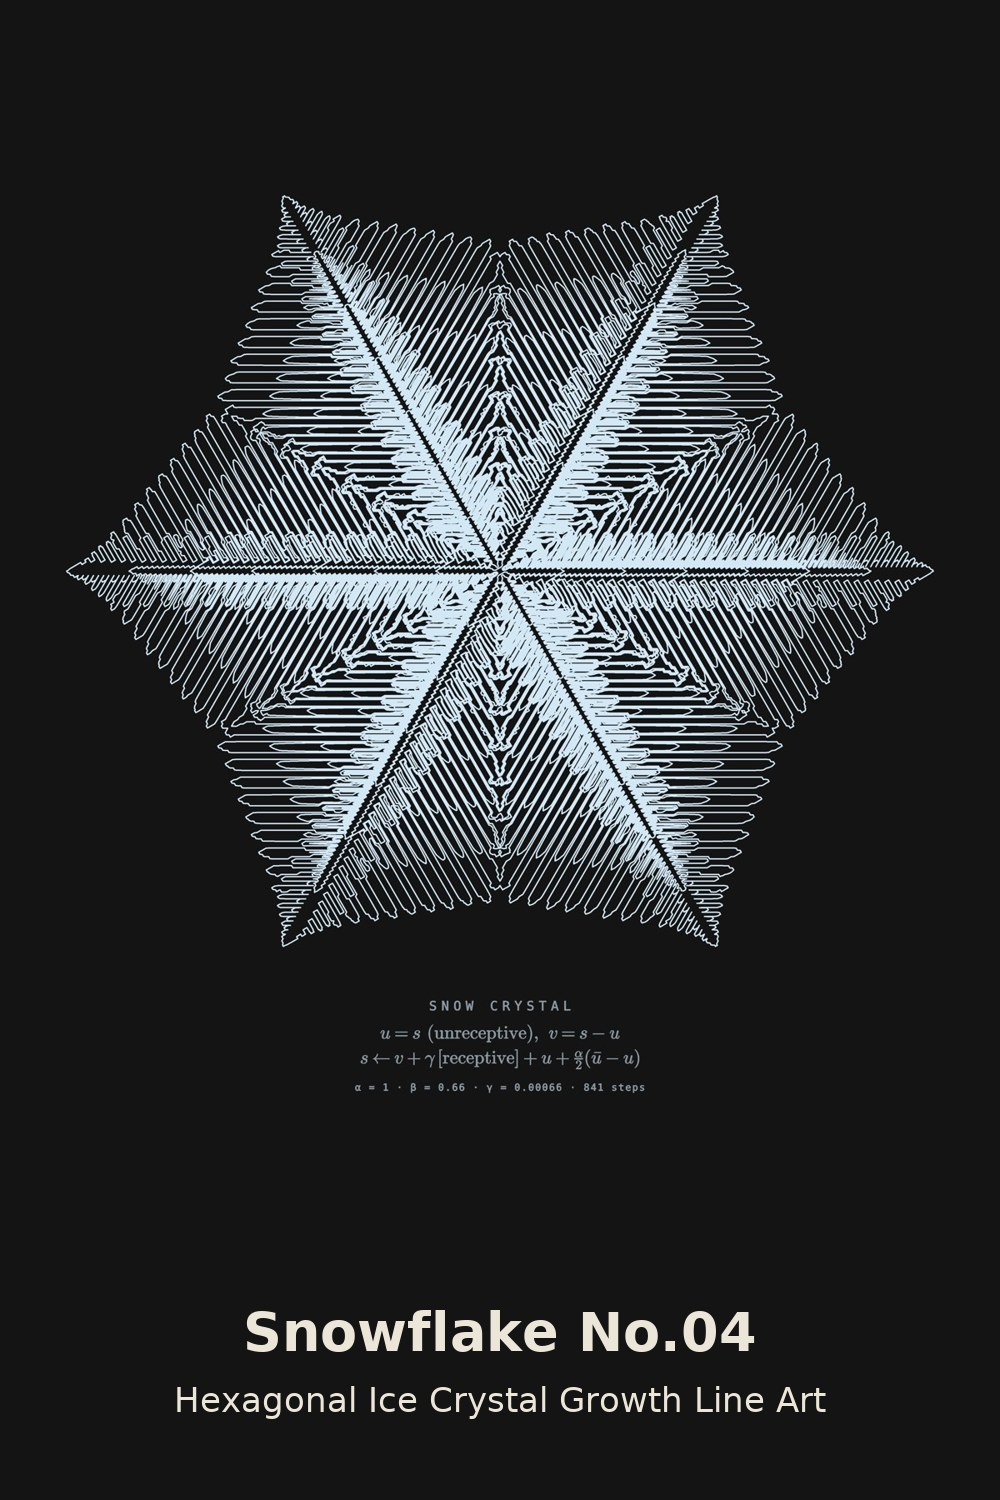 SNOW CRYSTAL
u = s (unreceptive), v = s − u
s ← v + γ [receptive] + u + α/2 (ū − u)
α = 1 · β = 0.66 · γ = 0.00066 · 841 steps
Snowflake No.04
Hexagonal Ice Crystal Growth Line Art